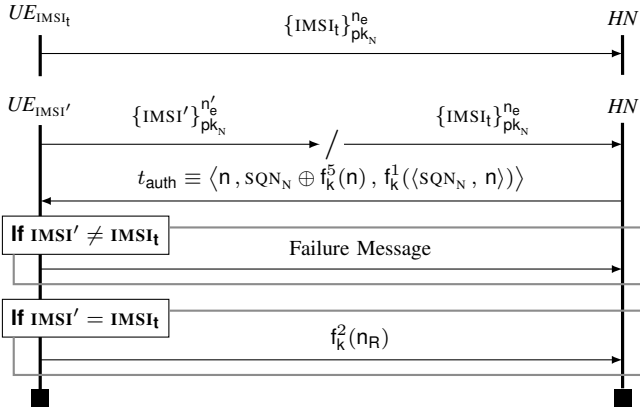 UE_IMSI_t HN
{IMSI_t}^{n_e}_{pk_N}
UE_IMSI′ HN
{IMSI′}^{n′_e}_{pk_N} / {IMSI_t}^{n_e}_{pk_N}
t_auth ≡ ⟨n , SQN_N ⊕ f^5_k(n) , f^1_k(⟨SQN_N , n⟩)⟩
If IMSI′ ≠ IMSI_t
Failure Message
If IMSI′ = IMSI_t
f^2_k(n_R)